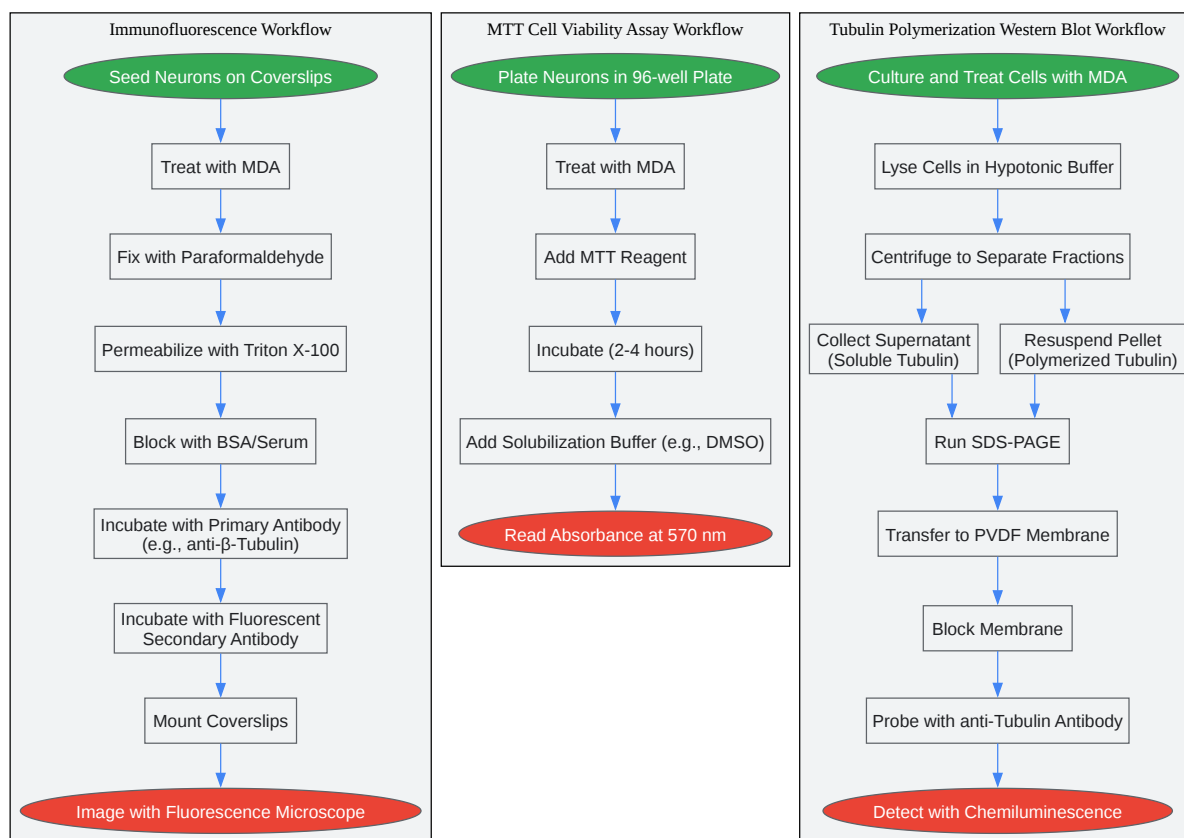 Immunofluorescence Workflow
Seed Neurons on Coverslips
Treat with MDA
Fix with Paraformaldehyde
Permeabilize with Triton X-100
Block with BSA/Serum
Incubate with Primary Antibody
(e.g., anti-β-Tubulin)
Incubate with Fluorescent
Secondary Antibody
Mount Coverslips
Image with Fluorescence Microscope
MTT Cell Viability Assay Workflow
Plate Neurons in 96-well Plate
Treat with MDA
Add MTT Reagent
Incubate (2-4 hours)
Add Solubilization Buffer (e.g., DMSO)
Read Absorbance at 570 nm
Tubulin Polymerization Western Blot Workflow
Culture and Treat Cells with MDA
Lyse Cells in Hypotonic Buffer
Centrifuge to Separate Fractions
Collect Supernatant
(Soluble Tubulin)
Resuspend Pellet
(Polymerized Tubulin)
Run SDS-PAGE
Transfer to PVDF Membrane
Block Membrane
Probe with anti-Tubulin Antibody
Detect with Chemiluminescence